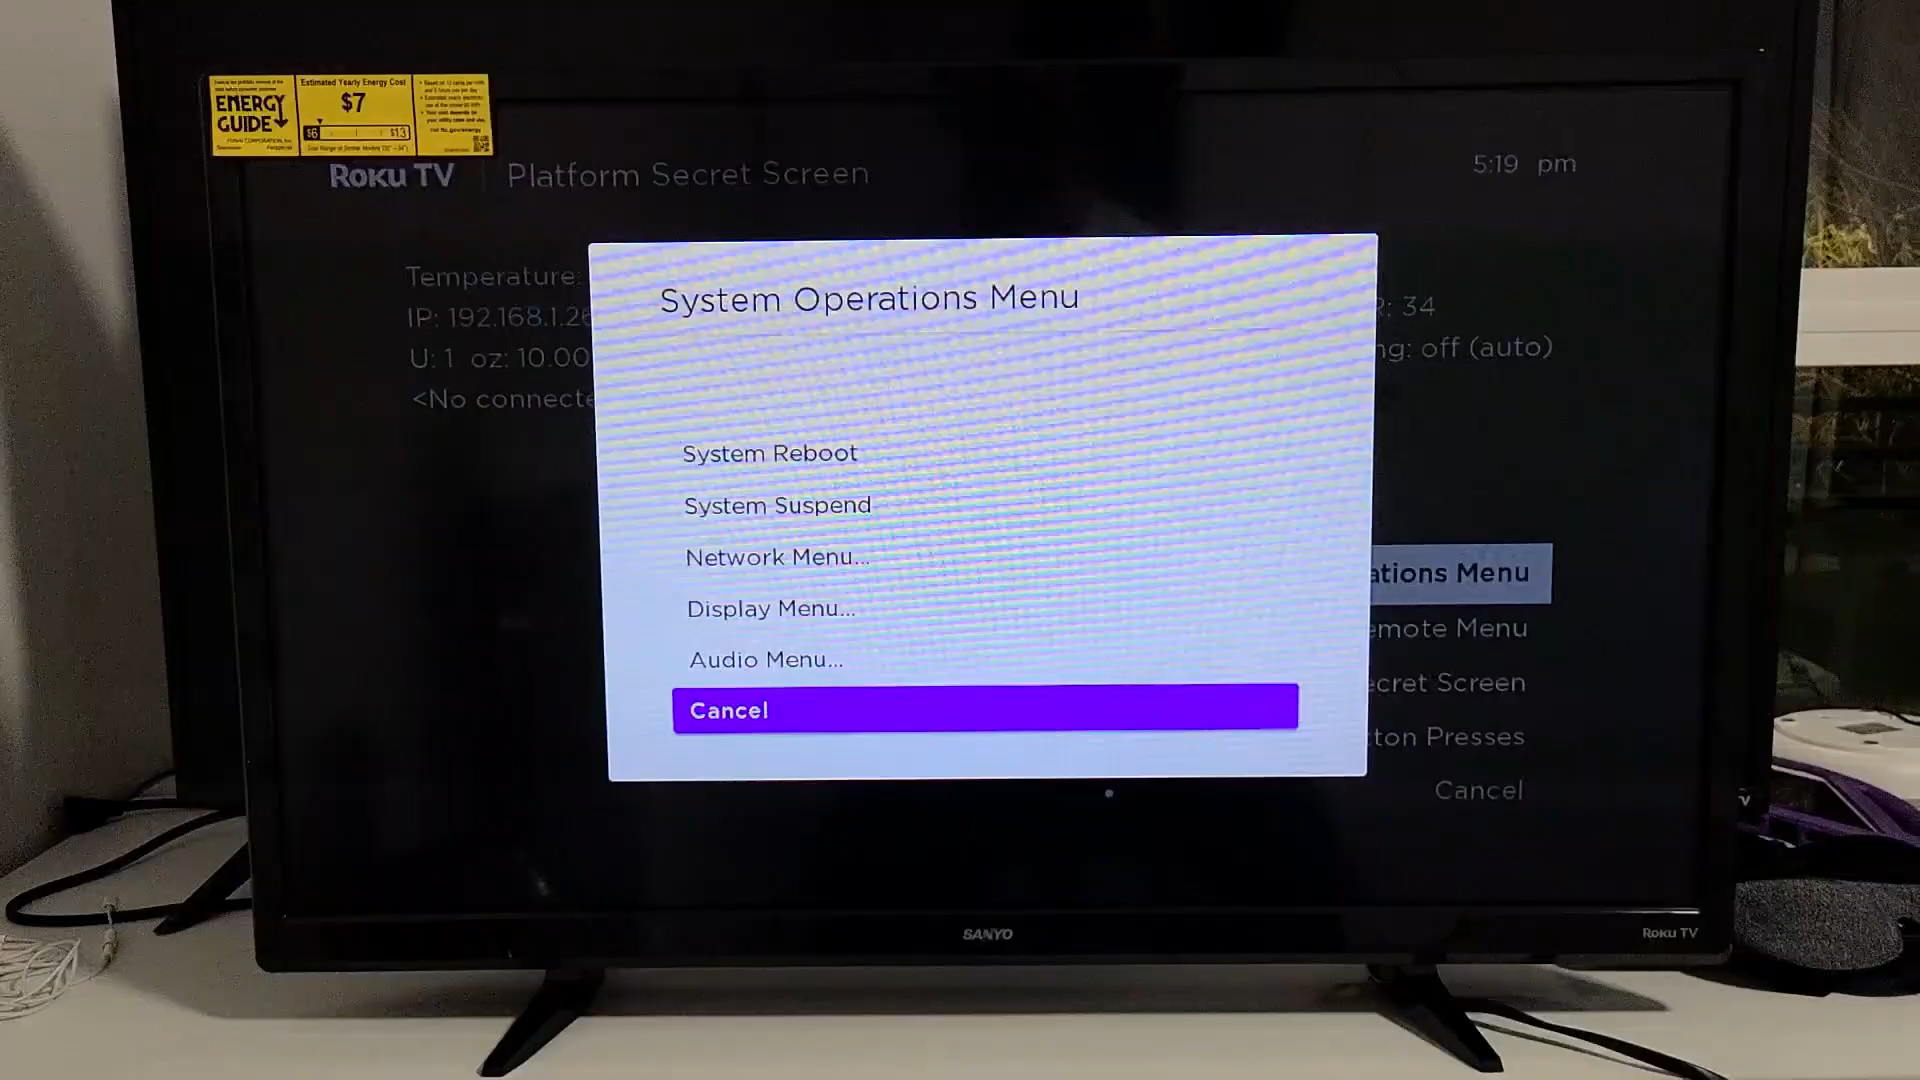 ENERGY
GUIDE
Estimated Yearly Energy Cost
$7
$6
$13
Roku TV
Platform Secret Screen
5:19 pm
Temperature:
IP: 192.168.1.26
U: 1 oz: 10.00
<No connecte
R: 34
ng: off (auto)
System Operations Menu
System Reboot
System Suspend
Network Menu...
Display Menu...
Audio Menu...
Cancel
ations Menu
emote Menu
ecret Screen
ton Presses
Cancel
SANYO
Roku TV